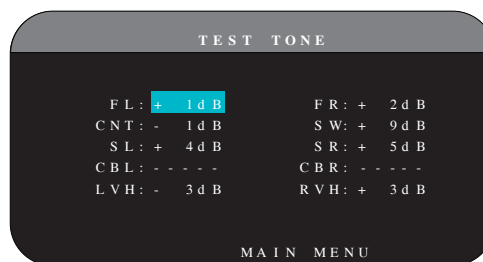 TEST TONE
FL: + 1dB FR: + 2dB
CNT: - 1dB SW: + 9dB
SL: + 4dB SR: + 5dB
CBL: - - - - - CBR: - - - - -
LVH: - 3dB RVH: + 3dB
MAIN MENU